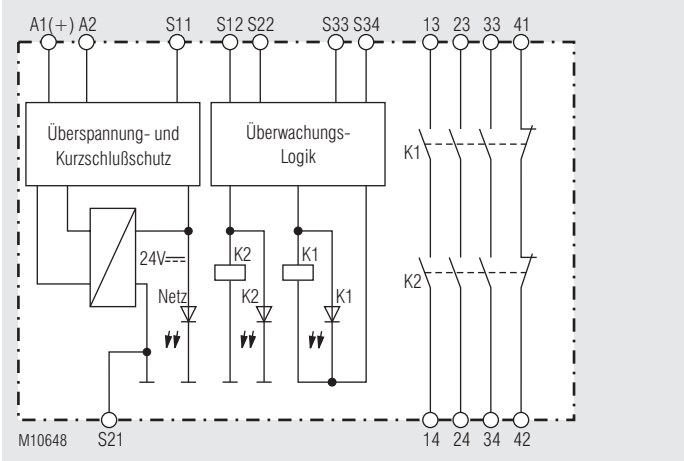 A1(+) A2 S11 S12 S22 S33 S34 13 23 33 41
Überspannung- und
Kurzschlußschutz
Überwachungs-
Logik
K1
24V
K2
K1
K2
Netz
K2
K1
M10648
S21
14 24 34 42